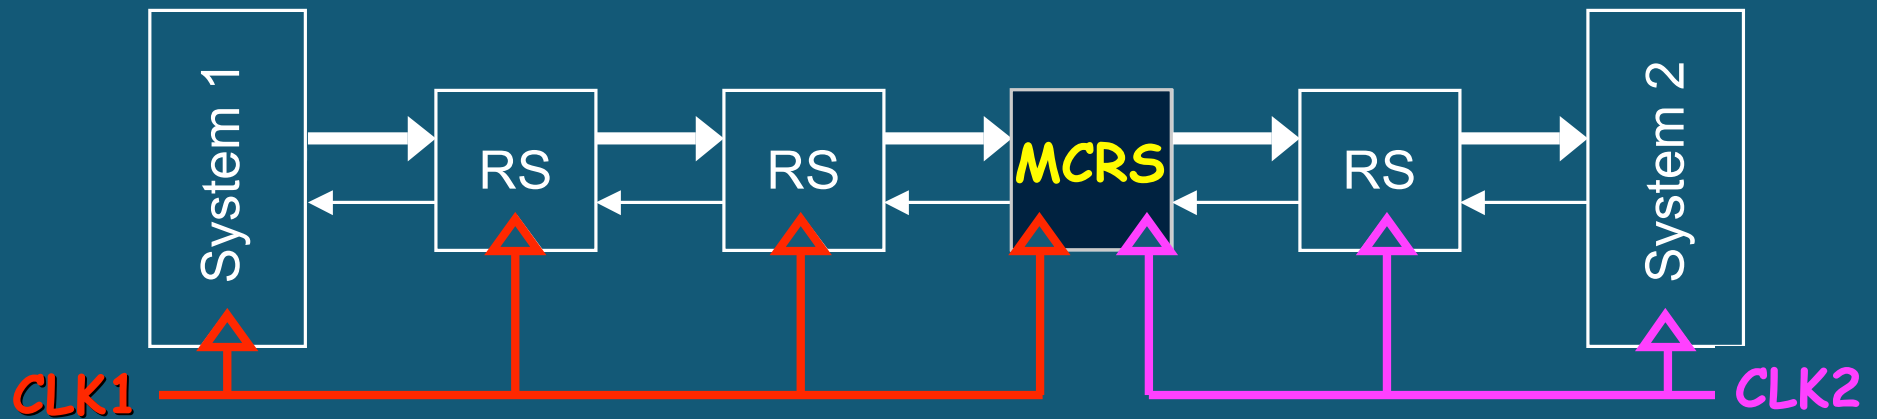 System 1
RS
RS
MCRS
RS
System 2
CLK1
CLK2